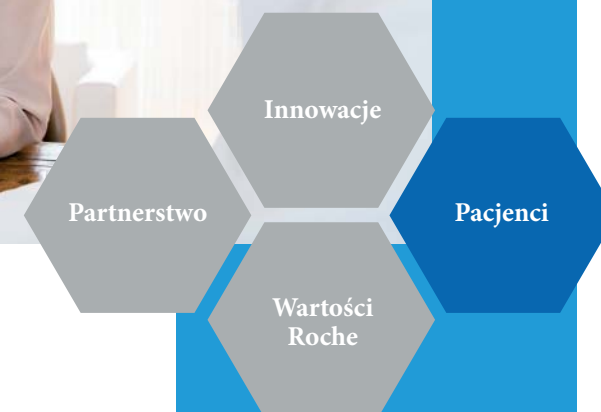 Innowacje
Partnerstwo
Pacjenci
Wartości
Roche